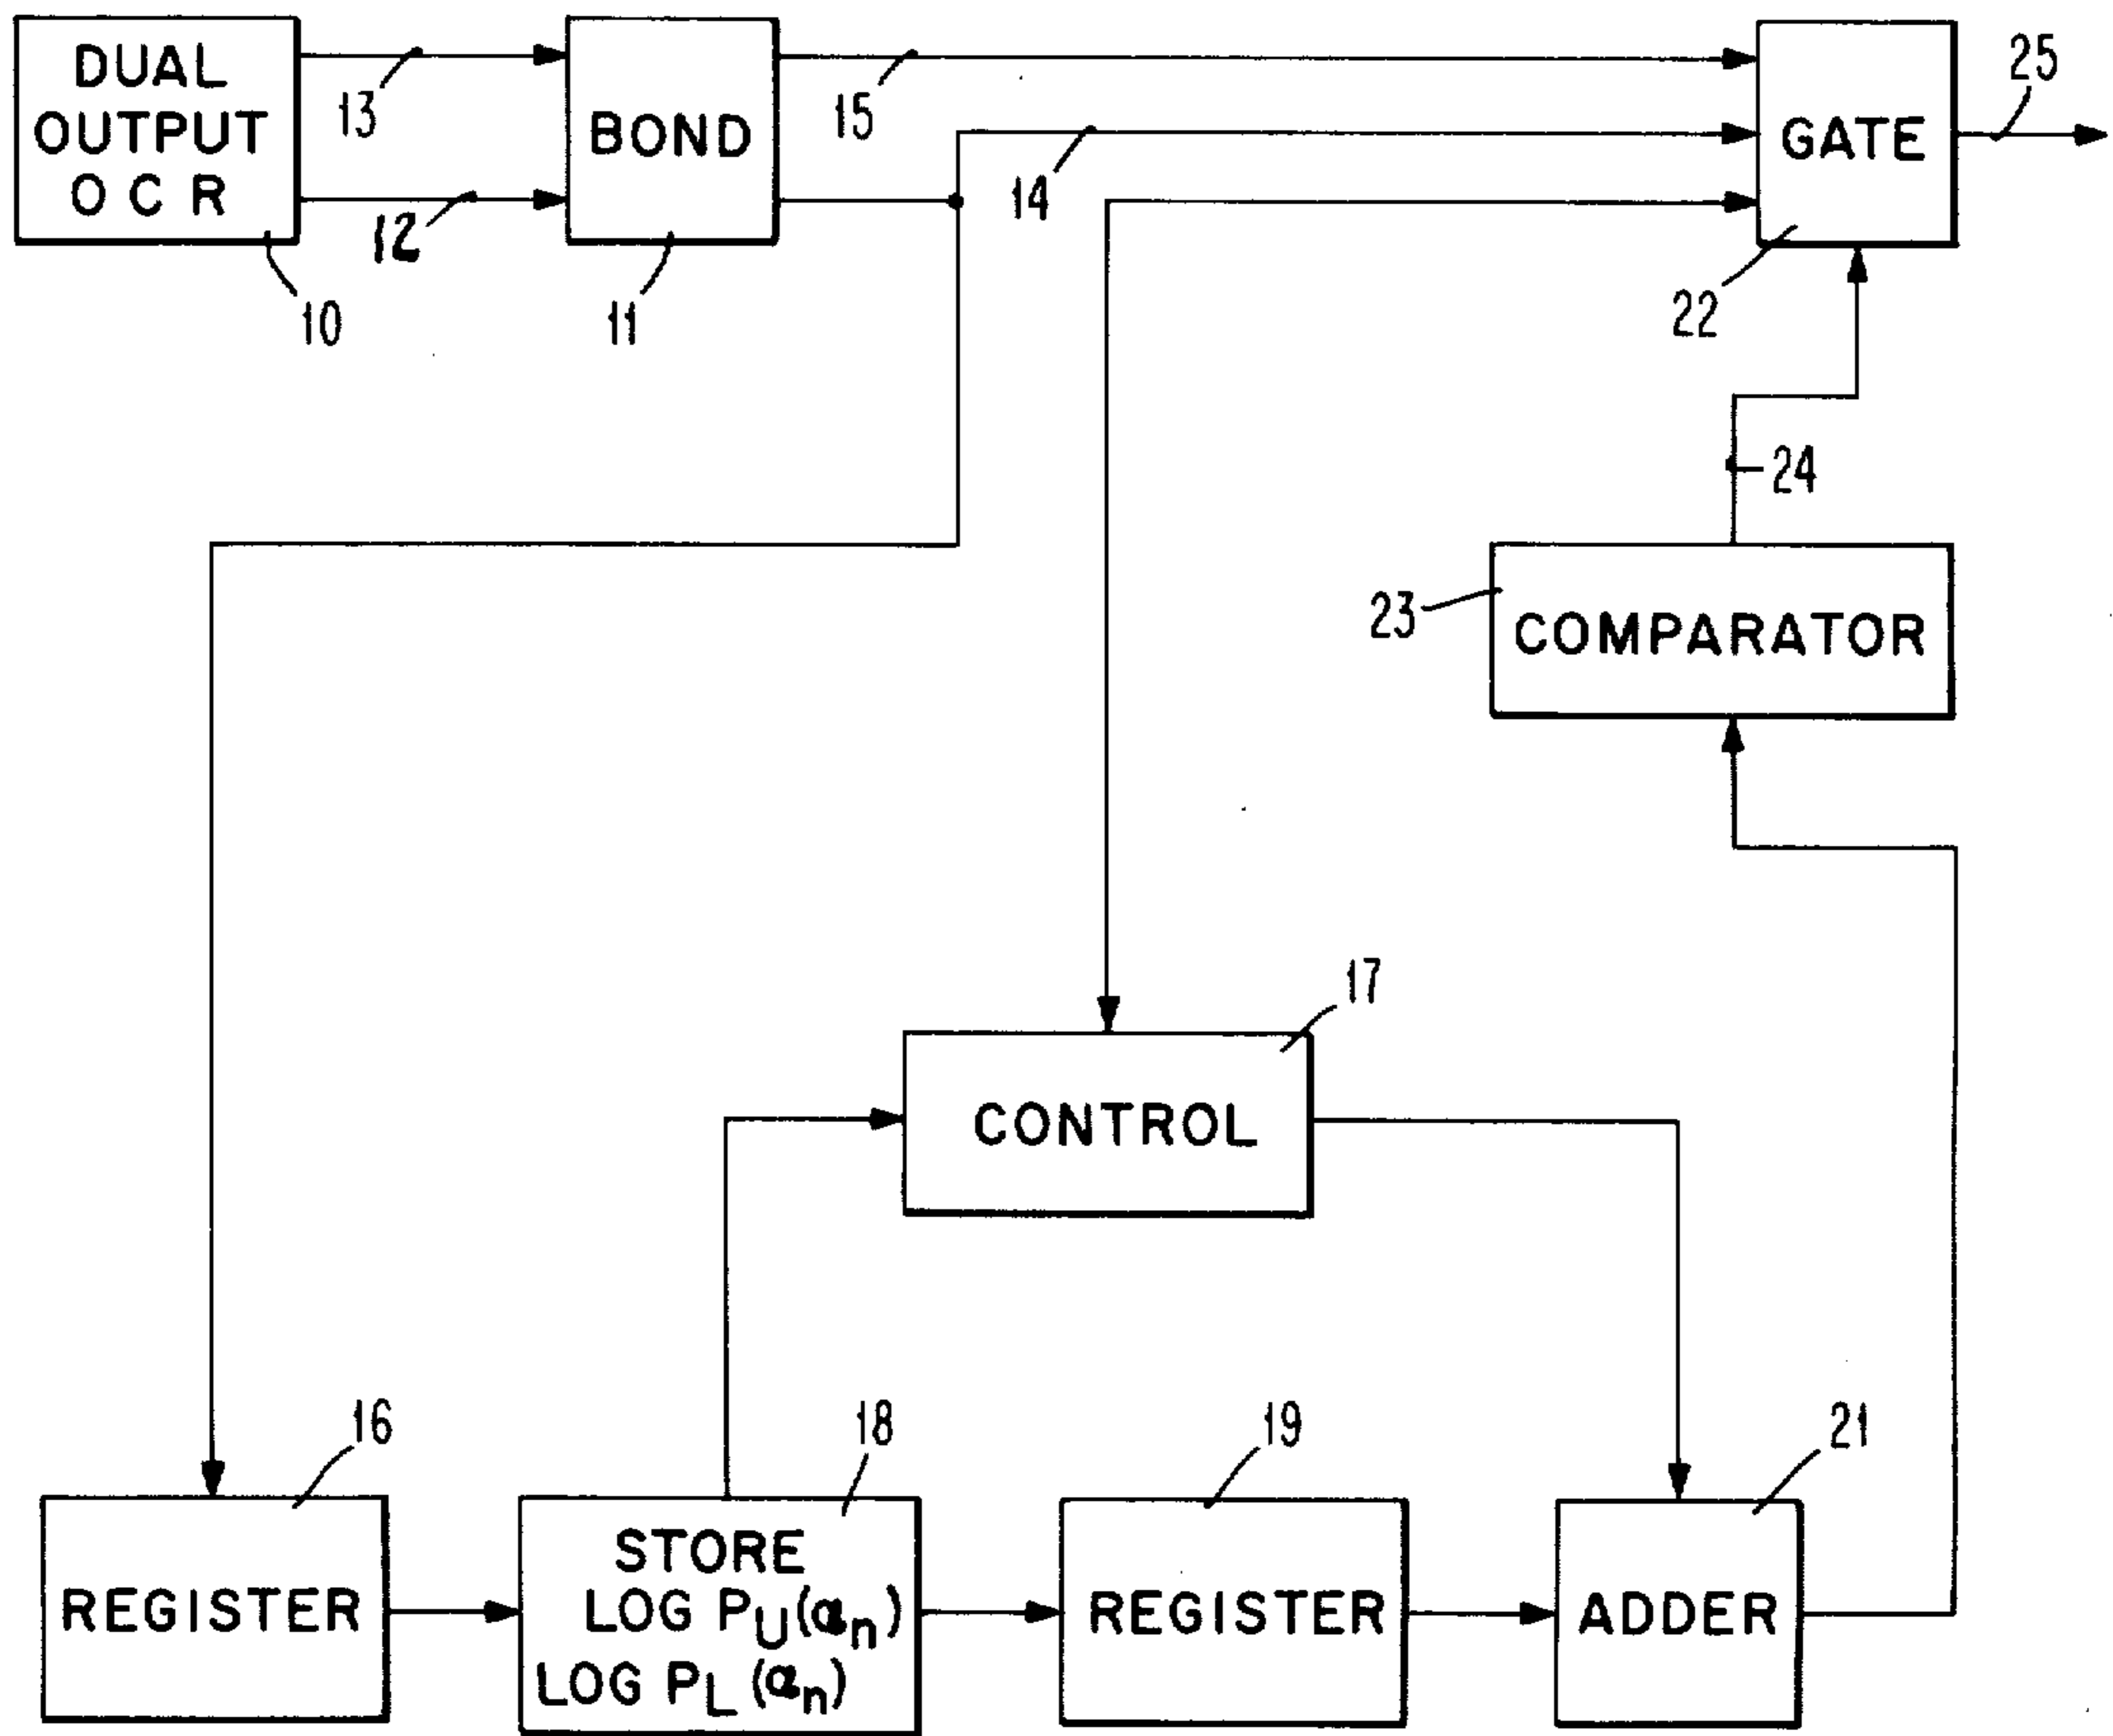 DUAL
OUTPUT
O C R
13
12
10
BOND
11
15
14
GATE
22
25
24
23
COMPARATOR
17
CONTROL
16
REGISTER
18
STORE
LOG PU(αn)
LOG PL(αn)
19
REGISTER
21
ADDER